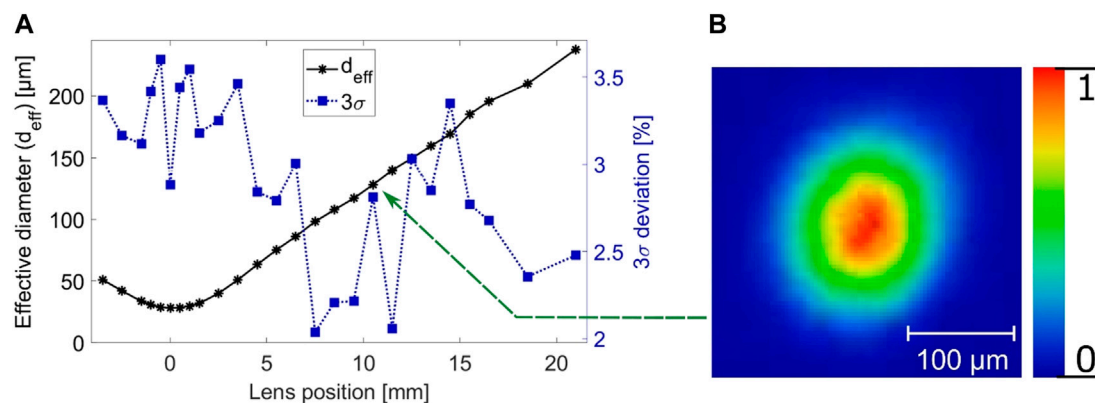 A
B
d_eff
3σ
Effective diameter (d_eff) [µm]
200
150
100
50
0
0
5
10
15
20
Lens position [mm]
3.5
3
2.5
2
3σ deviation [%]
100 µm
1
0